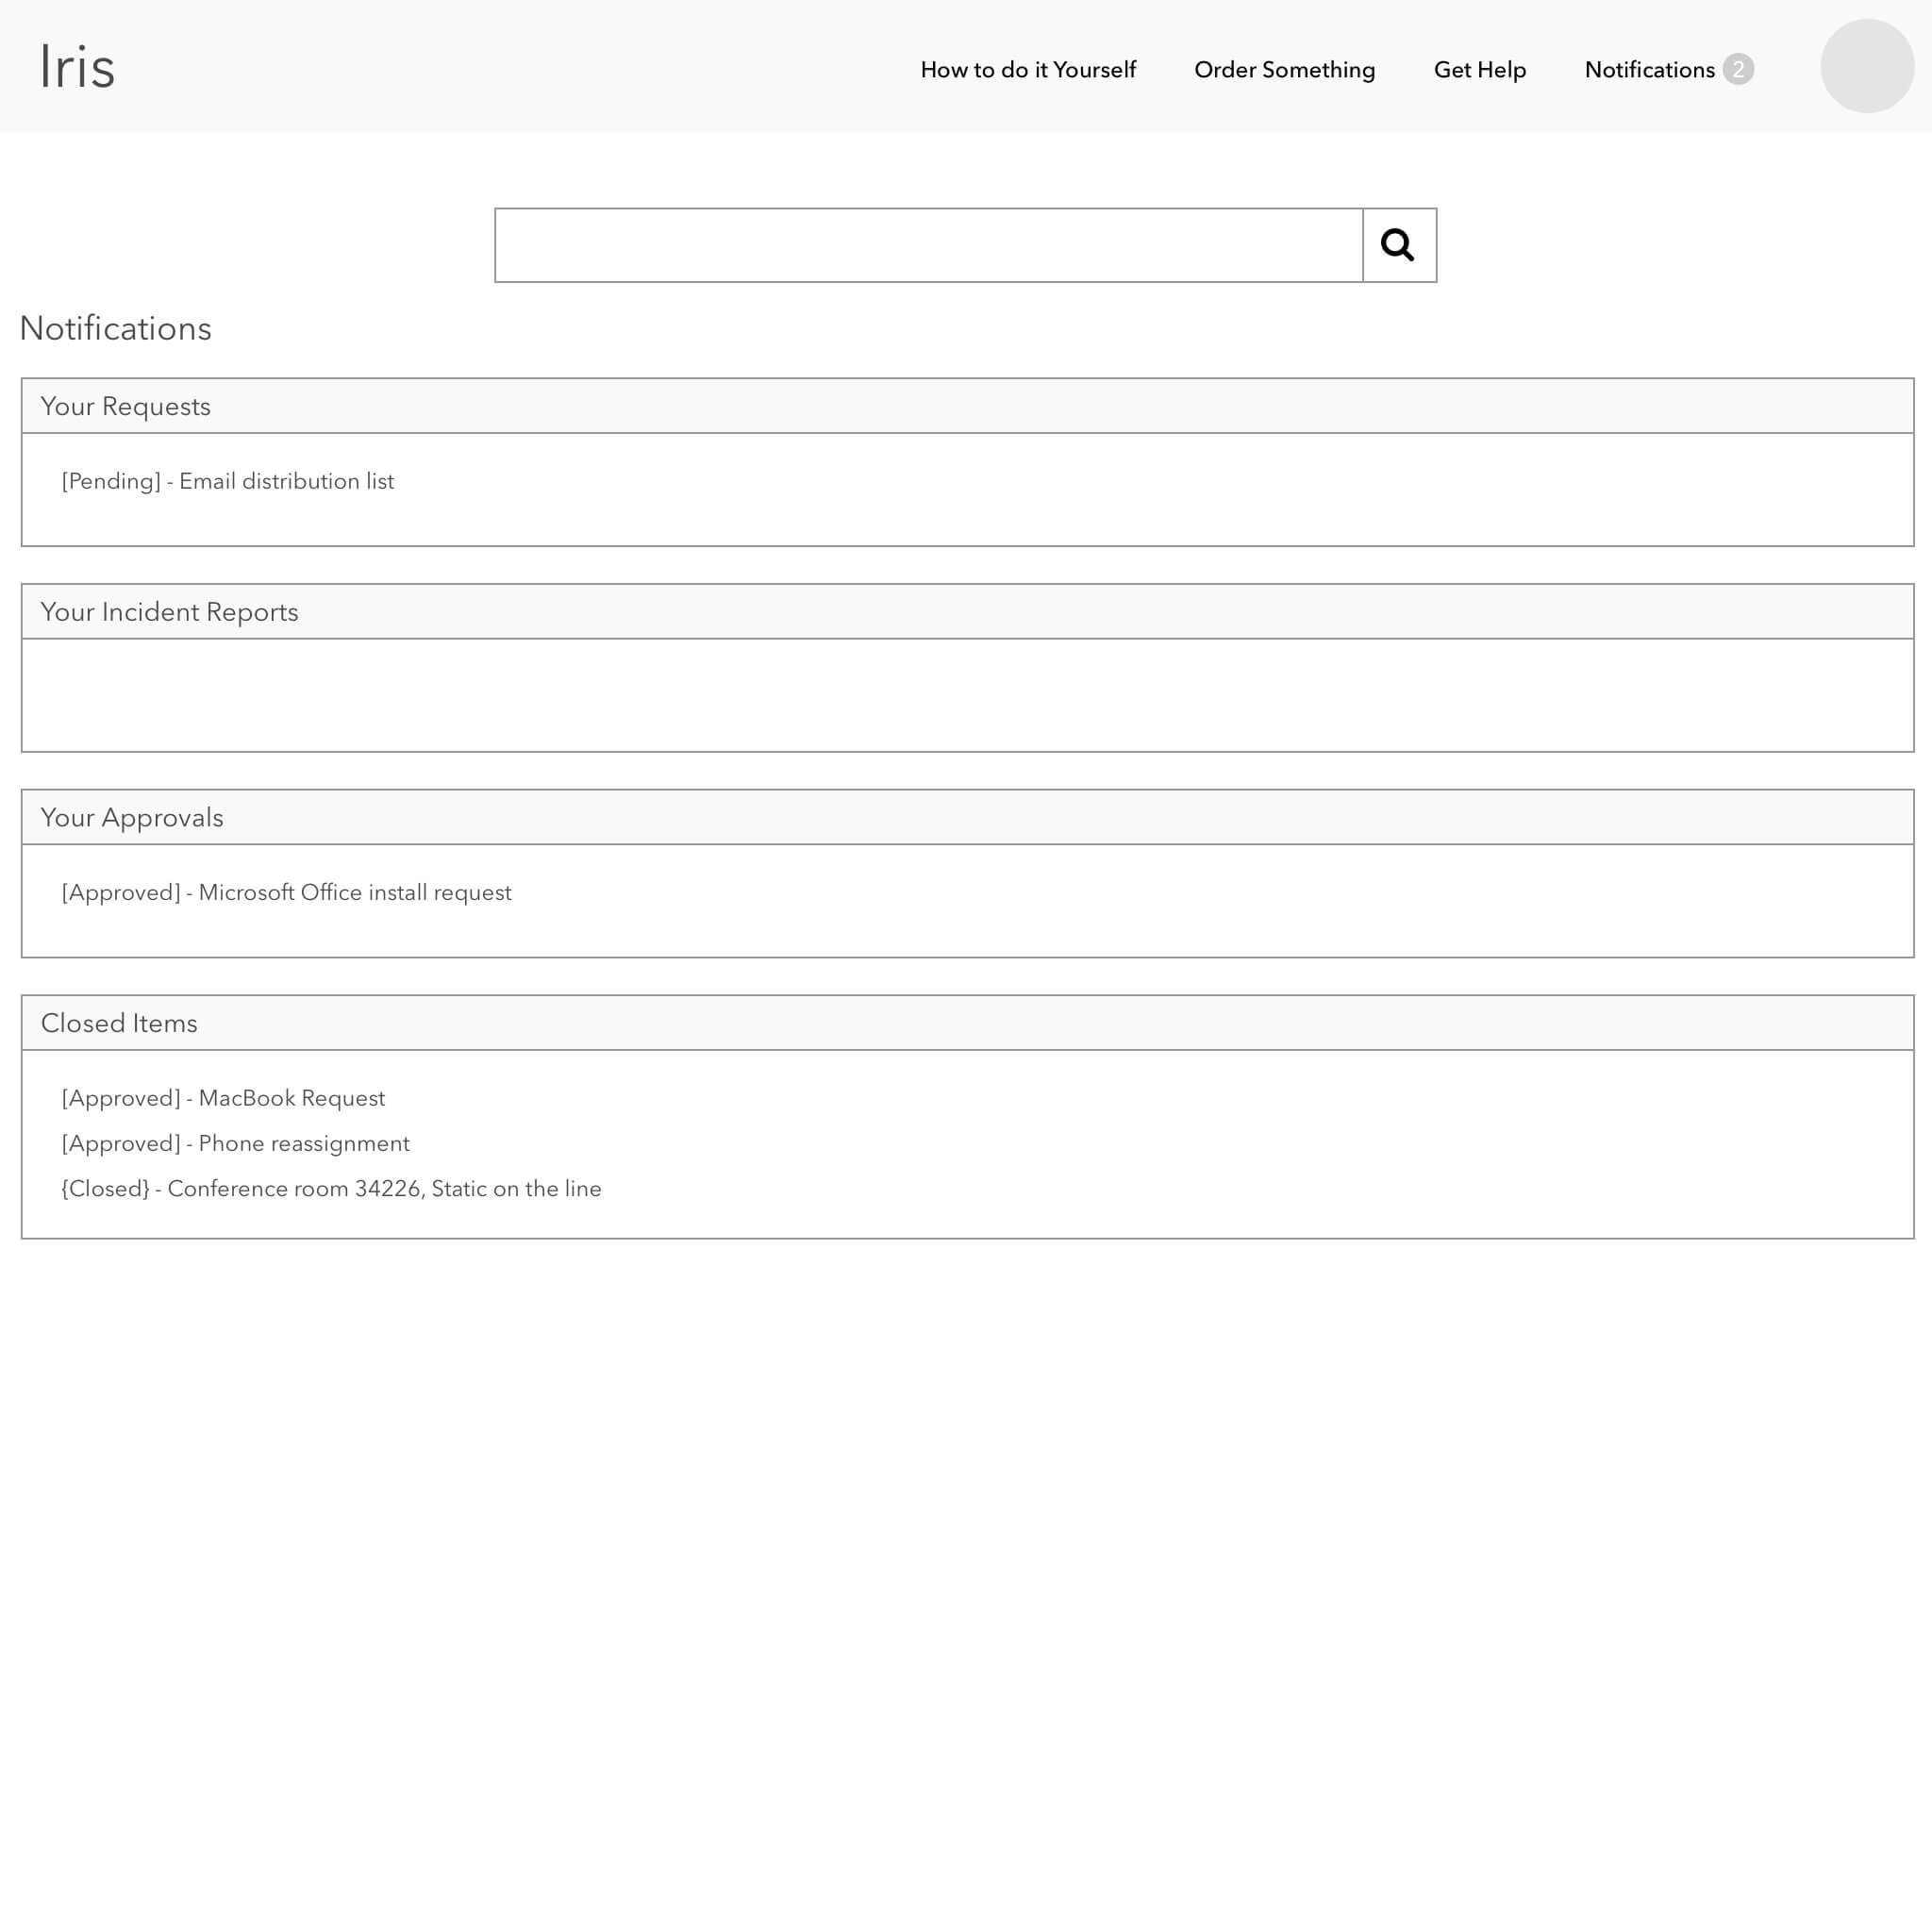 Iris
How to do it Yourself
Order Something
Get Help
Notifications 2
Notifications
Your Requests
[Pending] - Email distribution list
Your Incident Reports
Your Approvals
[Approved] - Microsoft Office install request
Closed Items
[Approved] - MacBook Request
[Approved] - Phone reassignment
{Closed} - Conference room 34226, Static on the line